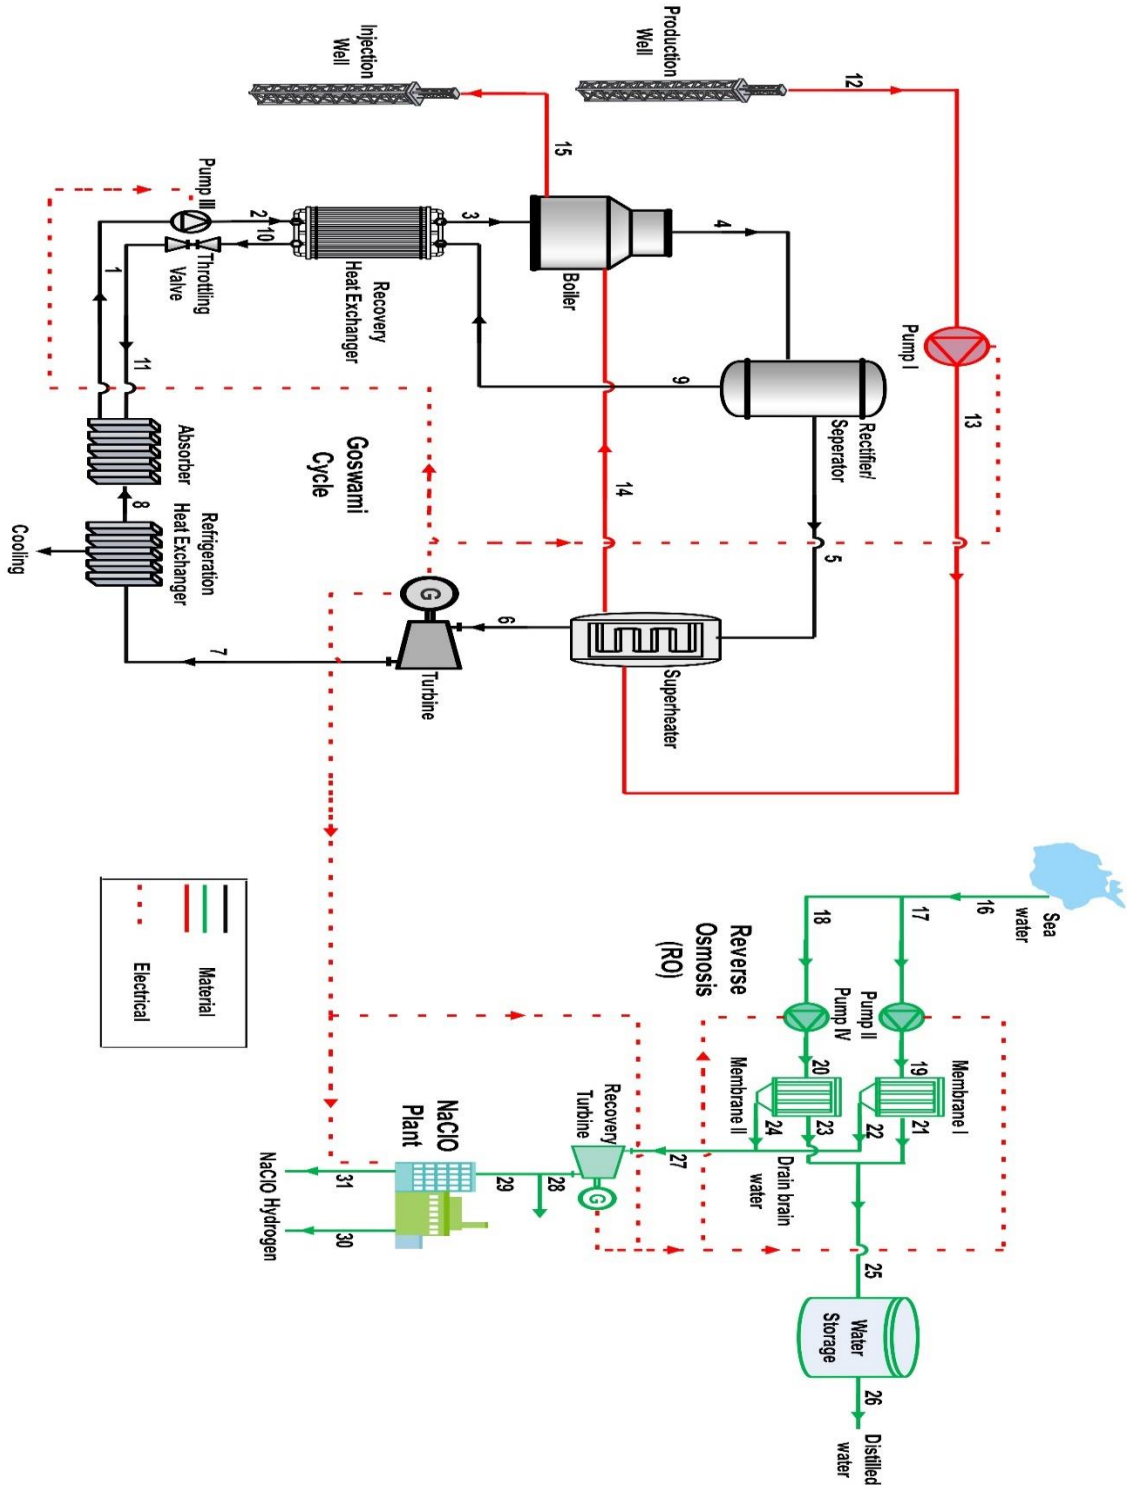 Injection
Well
Production
Well
12
15
Pump I
13
Pump III
2
10
Throttling
Valve
1
11
Recovery
Heat Exchanger
3
Boiler
4
9
Rectifier/
Seperator
5
14
Absorber
8
Refrigeration
Heat Exchanger
Cooling
Goswami
Cycle
G
Turbine
6
7
Superheater
Sea
water
16
17
18
Reverse
Osmosis
(RO)
Pump II
Pump IV
19
20
Membrane I
Membrane II
21
22
23
24
Drain brain
water
25
Water
Storage
26
Distilled
water
27
Recovery
Turbine
G
28
29
NaClO
Plant
31
30
NaClO Hydrogen
Material
Electrical